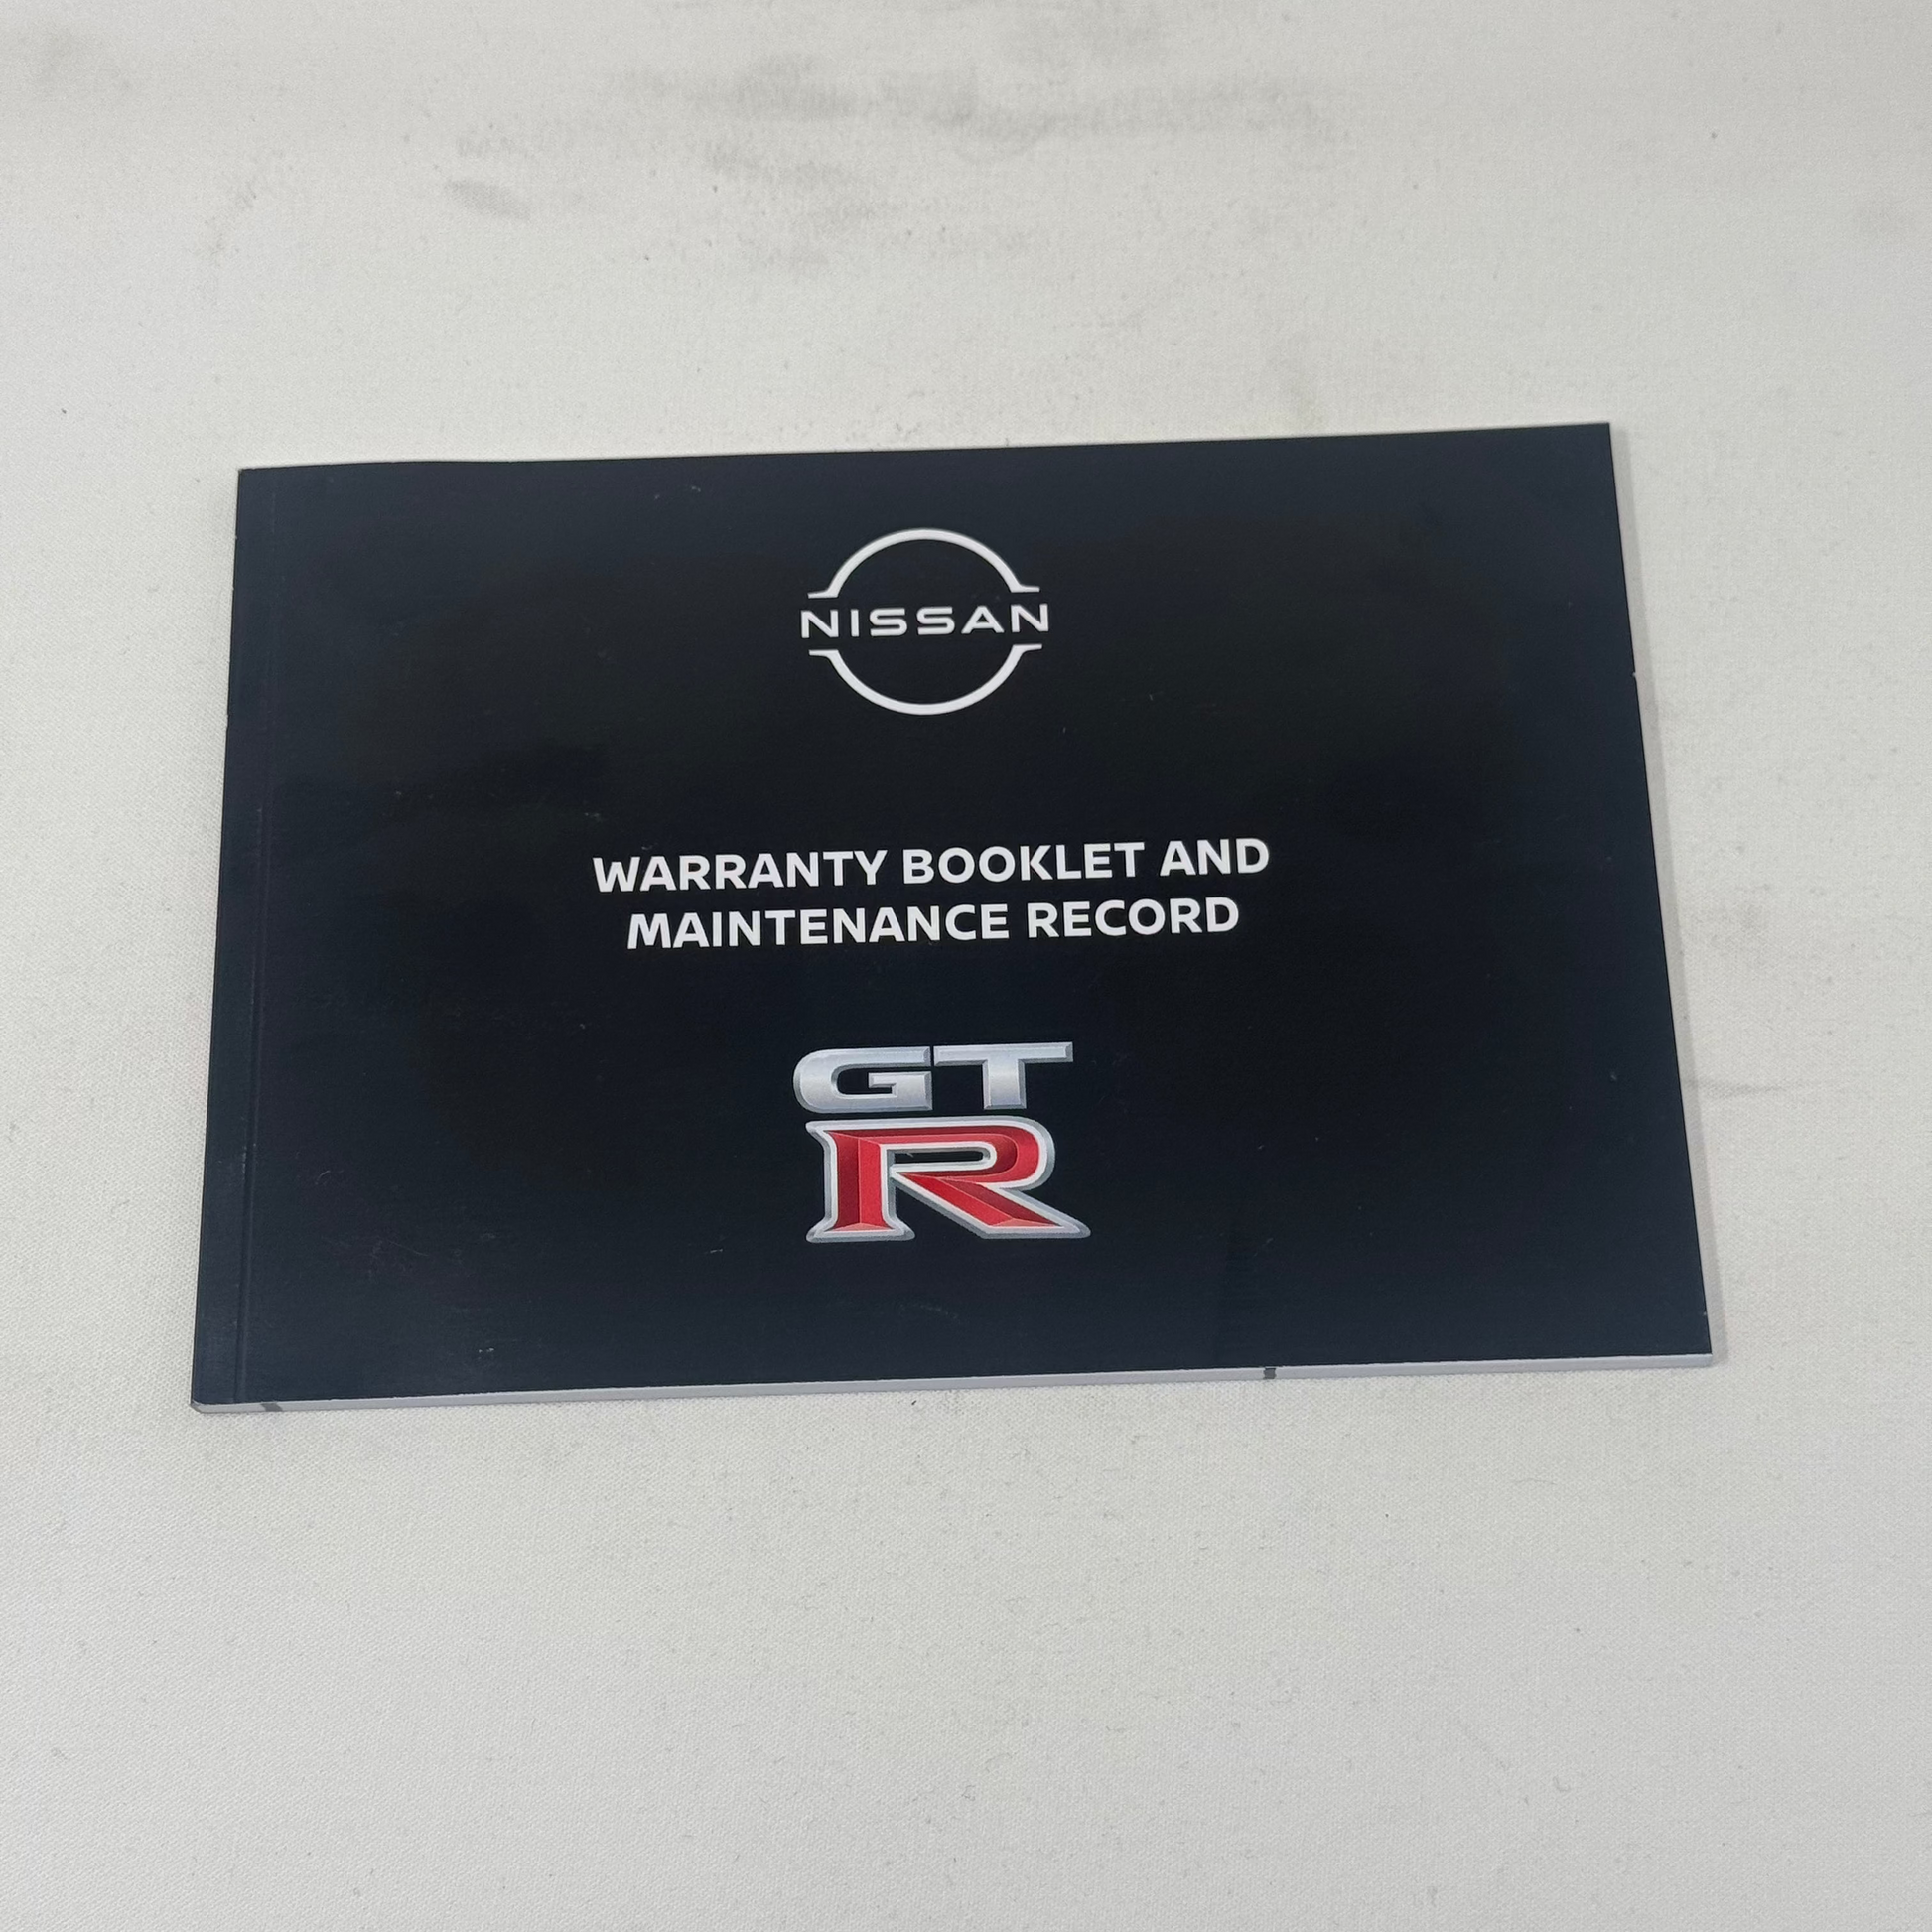 NISSAN
WARRANTY BOOKLET AND
MAINTENANCE RECORD
GT
R